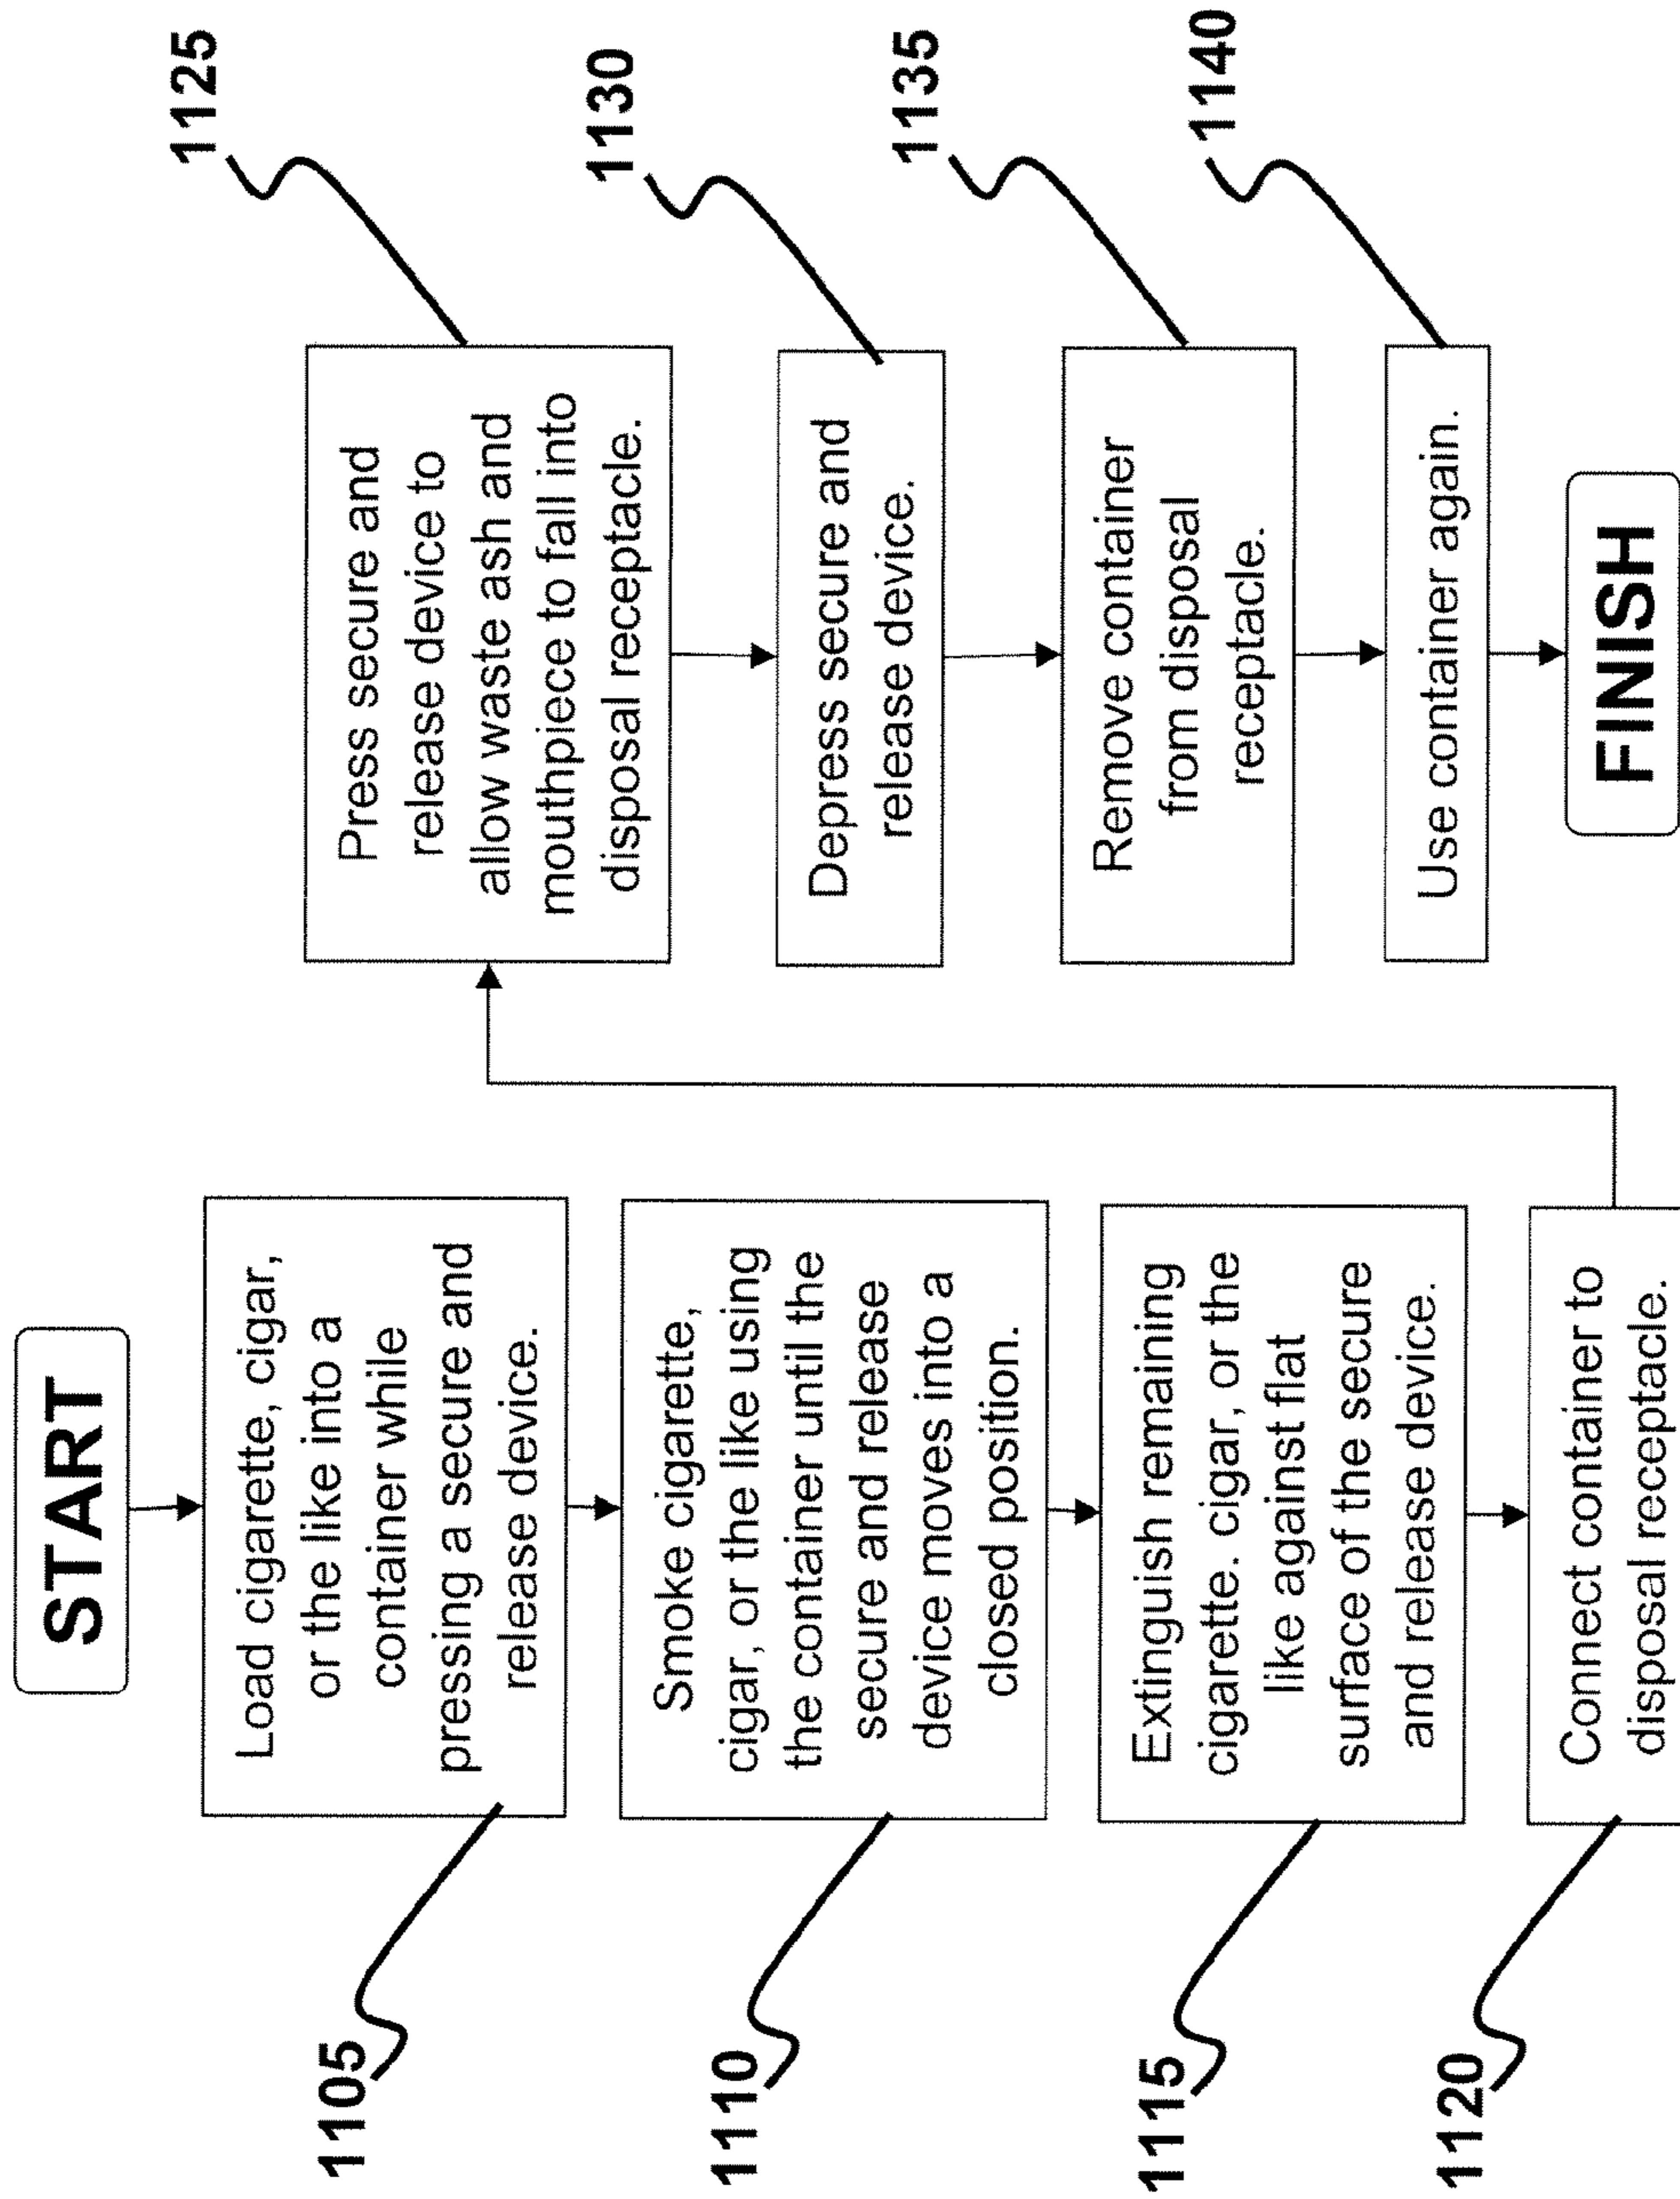 START
Load cigarette, cigar,
or the like into a
container while
pressing a secure and
release device.
1105
Smoke cigarette,
cigar, or the like using
the container until the
secure and release
device moves into a
closed position.
1110
Extinguish remaining
cigarette. cigar, or the
like against flat
surface of the secure
and release device.
1115
Connect container to
disposal receptacle.
1120
Press secure and
release device to
allow waste ash and
mouthpiece to fall into
disposal receptacle.
1125
Depress secure and
release device.
1130
Remove container
from disposal
receptacle.
1135
Use container again.
1140
FINISH